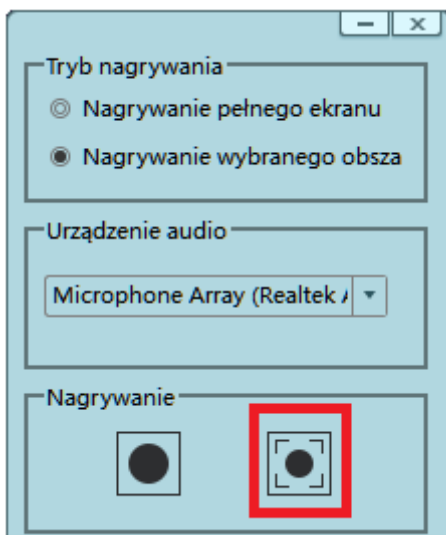 Tryb nagrywania
Nagrywanie pełnego ekranu
Nagrywanie wybranego obsza
Urządzenie audio
Microphone Array (Realtek A
Nagrywanie